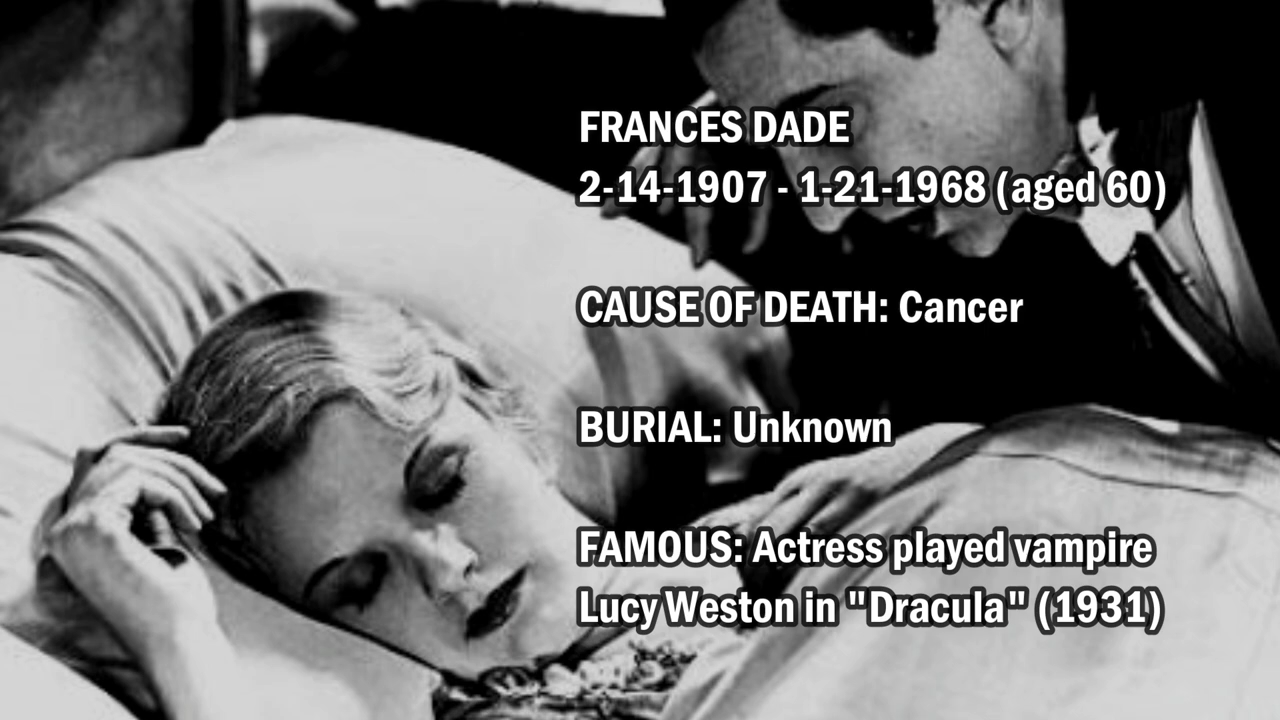 FRANCES DADE
2-14-1907 - 1-21-1968 (aged 60)
CAUSE OF DEATH: Cancer
BURIAL: Unknown
FAMOUS: Actress played vampire
Lucy Weston in "Dracula" (1931)